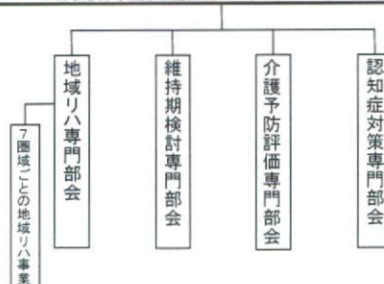 地域リハ専門部会
維持期検討専門部会
介護予防評価専門部会
認知症対策専門部会
7圏域ごとの地域リハ事業